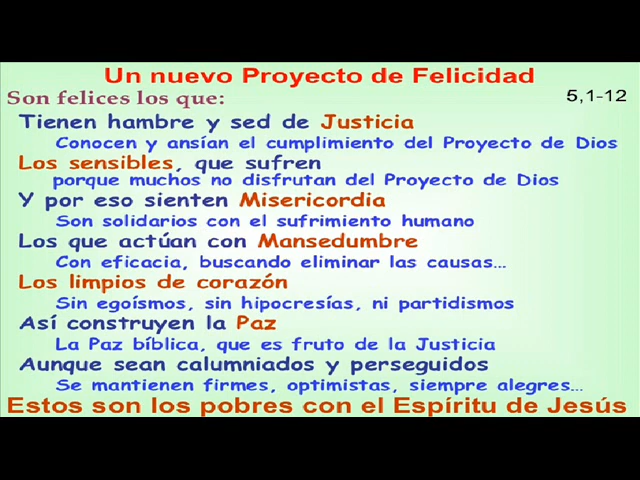 Un nuevo Proyecto de Felicidad
Son felices los que: 5,1-12
Tienen hambre y sed de Justicia
Conocen y ansían el cumplimiento del Proyecto de Dios
Los sensibles, que sufren
porque muchos no disfrutan del Proyecto de Dios
Y por eso sienten Misericordia
Son solidarios con el sufrimiento humano
Los que actúan con Mansedumbre
Con eficacia, buscando eliminar las causas...
Los limpios de corazón
Sin egoísmos, sin hipocresías, ni partidismos
Así construyen la Paz
La Paz bíblica, que es fruto de la Justicia
Aunque sean calumniados y perseguidos
Se mantienen firmes, optimistas, siempre alegres...
Estos son los pobres con el Espíritu de Jesús